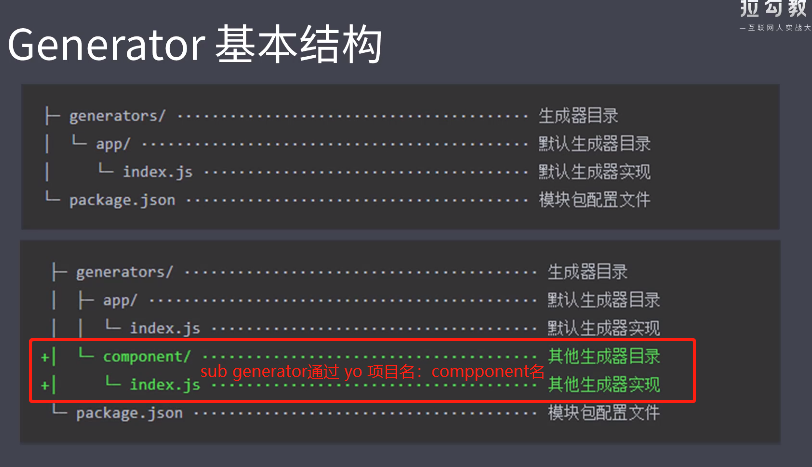 拉勾教
—互联网人实战大
Generator 基本结构
├─ generators/ ········································ 生成器目录
│ └─ app/ ············································ 默认生成器目录
│ └─ index.js ····································· 默认生成器实现
└─ package.json ······································· 模块包配置文件
├─ generators/ ········································ 生成器目录
│ ├─ app/ ············································ 默认生成器目录
│ │ └─ index.js ····································· 默认生成器实现
+│ └─ component/ ······································ 其他生成器目录
sub generator通过 yo 项目名：compponent名
+│ └─ index.js ····································· 其他生成器实现
└─ package.json ······································· 模块包配置文件